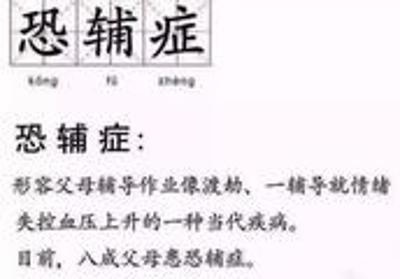 恐辅症
kǒng fǔ zhèng
恐辅症：
形容父母辅导作业像渡劫、一辅导就情绪
失控血压上升的一种当代疾病。
目前，八成父母患恐辅症。